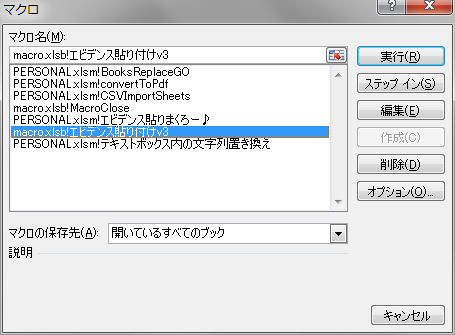 マクロ
マクロ名(M):
macro.xlsb!エビデンス貼り付けv3
PERSONAL.xlsm!BooksReplaceGO
PERSONAL.xlsm!convertToPdf
PERSONAL.xlsm!CSVImportSheets
macro.xlsb!MacroClose
PERSONAL.xlsm!エビデンス貼りまくろー♪
macro.xlsb!エビデンス貼り付けv3
PERSONAL.xlsm!テキストボックス内の文字列置き換え
実行(R)
ステップ イン(S)
編集(E)
作成(C)
削除(D)
オプション(O)...
マクロの保存先(A):
開いているすべてのブック
説明
キャンセル